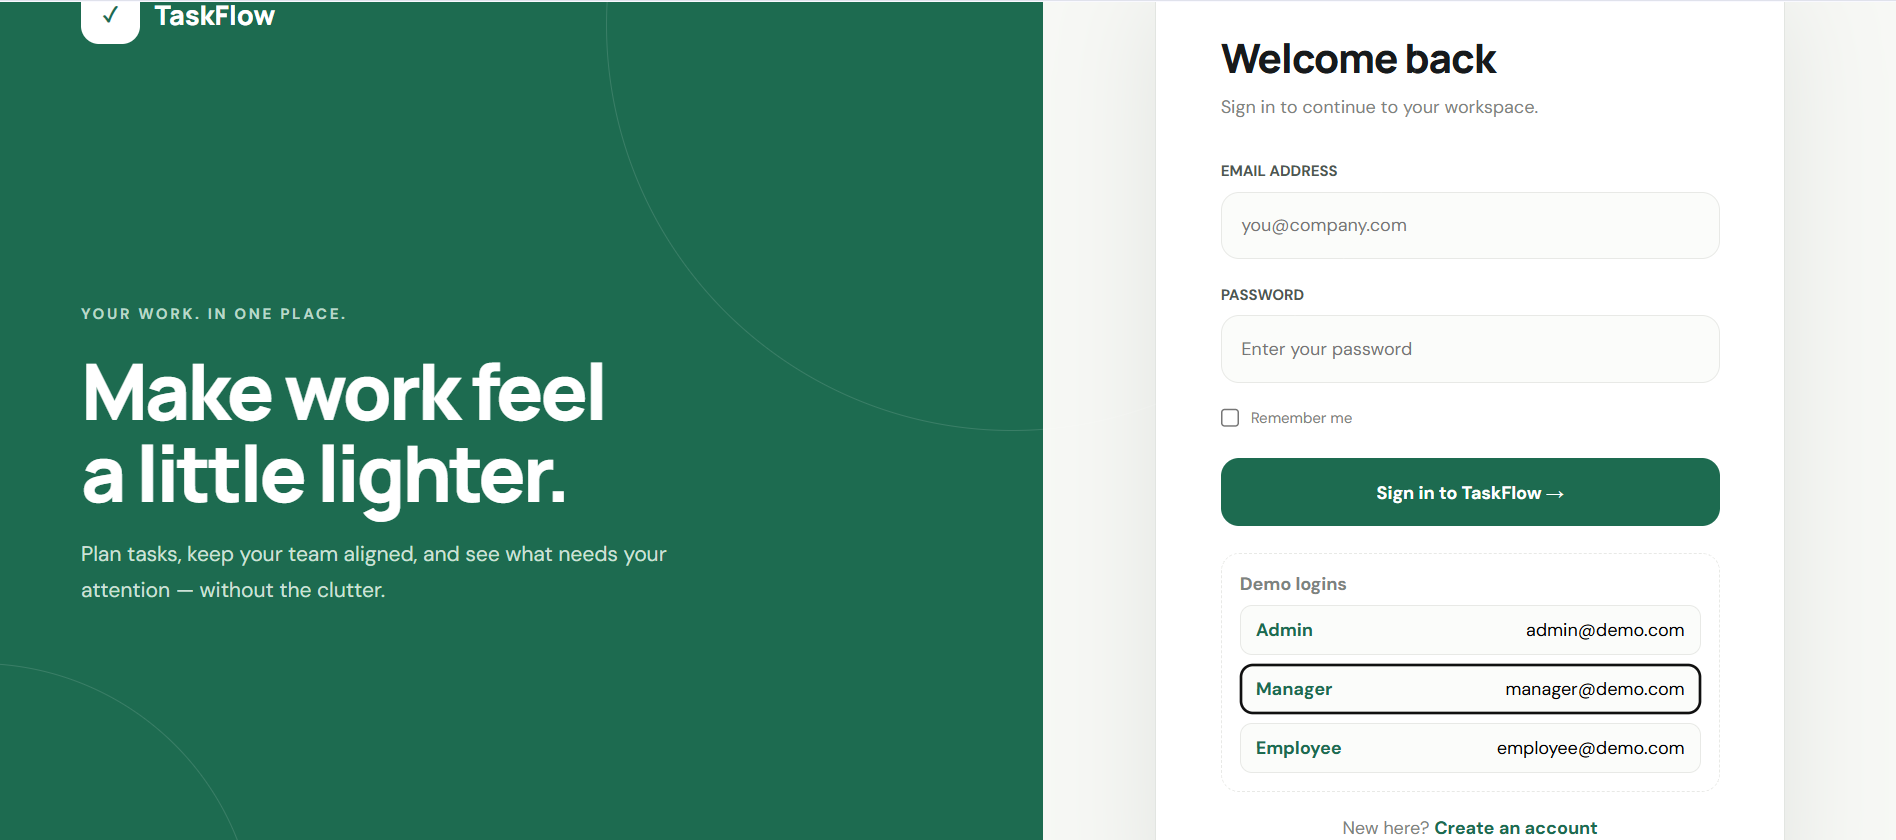 ✓ TaskFlow
YOUR WORK. IN ONE PLACE.
Make work feel
a little lighter.
Plan tasks, keep your team aligned, and see what needs your
attention — without the clutter.
Welcome back
Sign in to continue to your workspace.
EMAIL ADDRESS
you@company.com
PASSWORD
Enter your password
Remember me
Sign in to TaskFlow →
Demo logins
Admin admin@demo.com
Manager manager@demo.com
Employee employee@demo.com
New here? Create an account